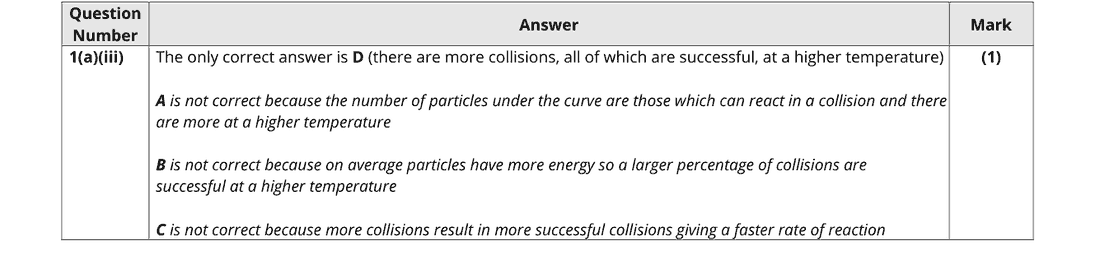 Question
Number
Answer
Mark
1(a)(iii)
The only correct answer is D (there are more collisions, all of which are successful, at a higher temperature)
(1)
A is not correct because the number of particles under the curve are those which can react in a collision and there
are more at a higher temperature
B is not correct because on average particles have more energy so a larger percentage of collisions are
successful at a higher temperature
C is not correct because more collisions result in more successful collisions giving a faster rate of reaction